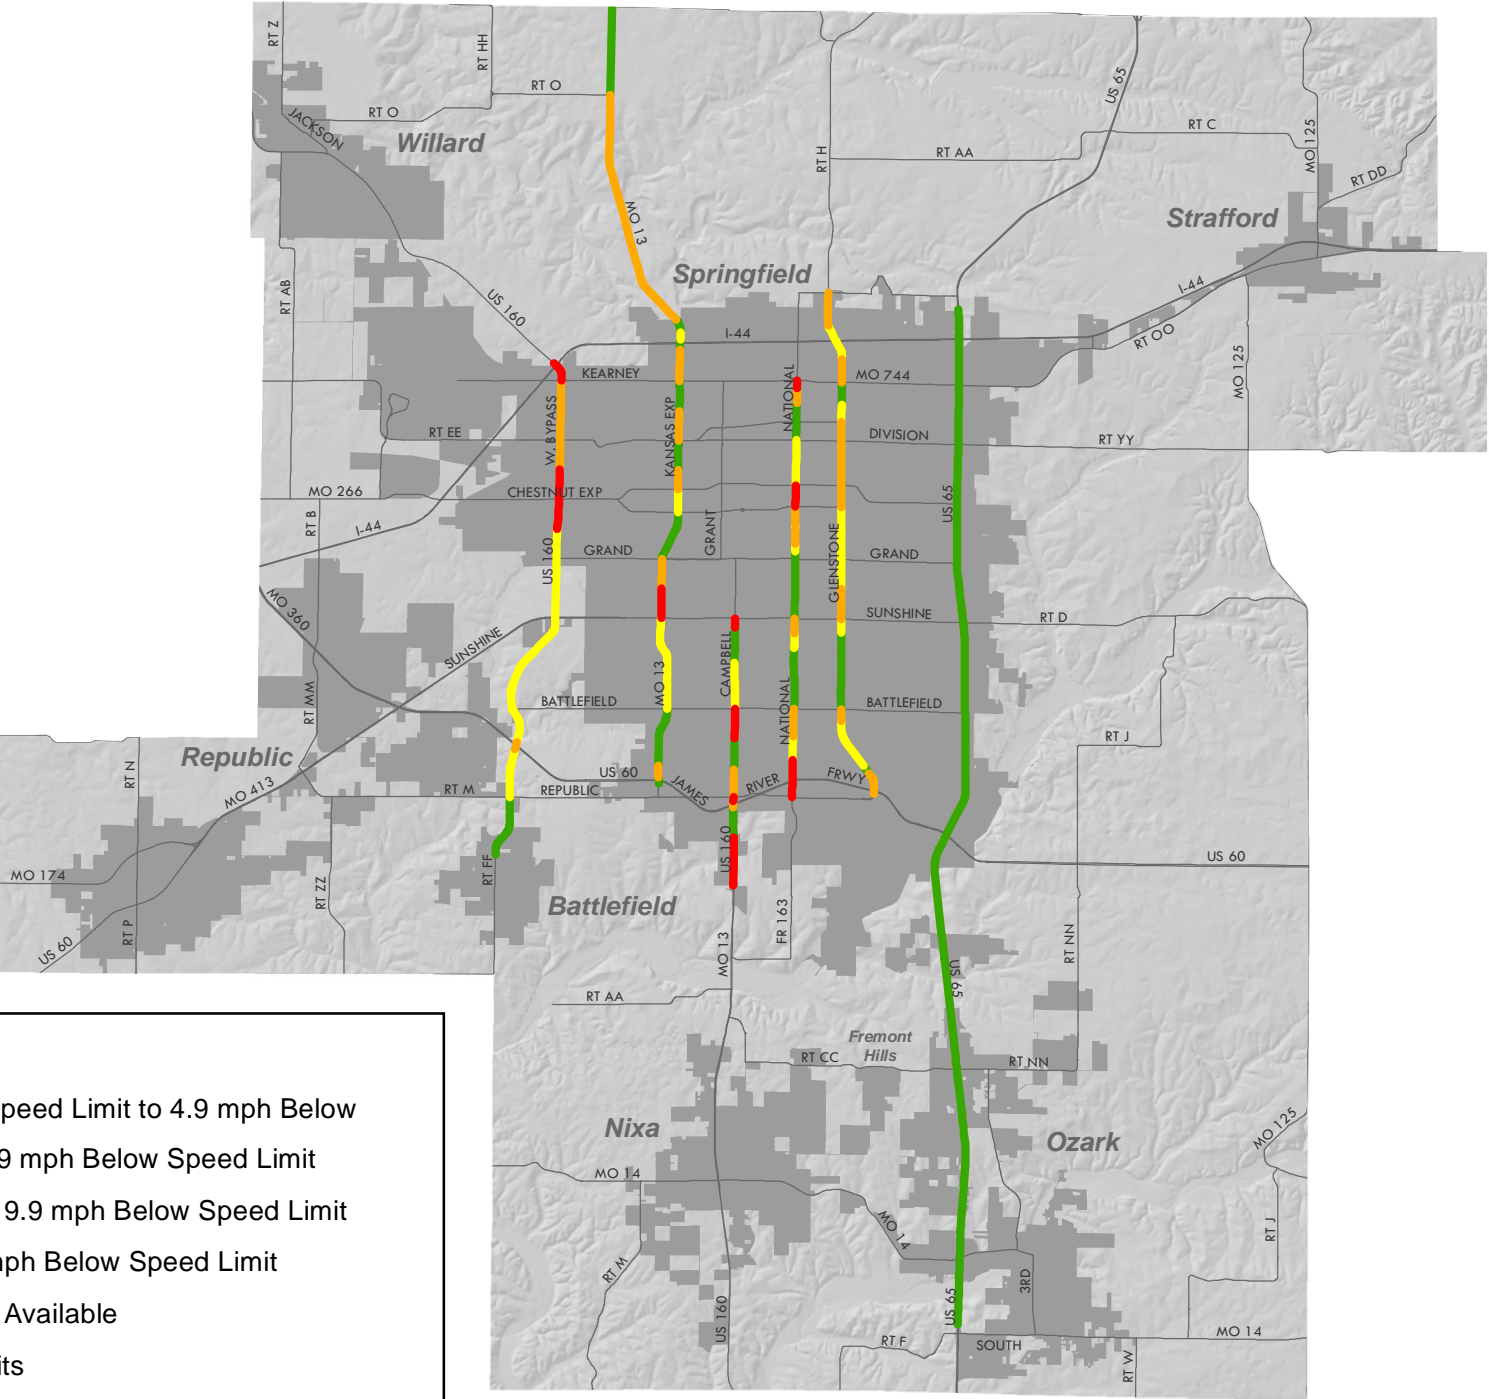 RT Z
RT HH
RT O
RT O
JACKSON
Willard
MO 13
RT H
US 65
RT AA
RT C
MO 125
RT DD
Strafford
Springfield
RT AB
US 160
I-44
I-44
RT OO
KEARNEY
NATIONAL
MO 744
MO 125
W. BYPASS
KANSAS EXP
RT EE
DIVISION
RT YY
MO 266
CHESTNUT EXP
US 65
RT B
I-44
GRANT
US 160
GRAND
GLENSTONE
GRAND
MO 360
SUNSHINE
SUNSHINE
RT D
CAMPBELL
MO 13
RT MM
BATTLEFIELD
NATIONAL
BATTLEFIELD
RT J
Republic
RT N
US 60
JAMES
RIVER
FRWY
MO 413
RT M
REPUBLIC
US 160
US 60
MO 174
RT FF
RT ZZ
Battlefield
RT P
US 60
FR 163
MO 13
RT NN
US 65
RT AA
Fremont
Hills
RT CC
RT NN
peed Limit to 4.9 mph Below
9 mph Below Speed Limit
9.9 mph Below Speed Limit
mph Below Speed Limit
Available
its
Nixa
Ozark
MO 125
MO 14
MO 14
RT J
RT M
3RD
US 160
US 65
RT F
SOUTH
MO 14
RT W